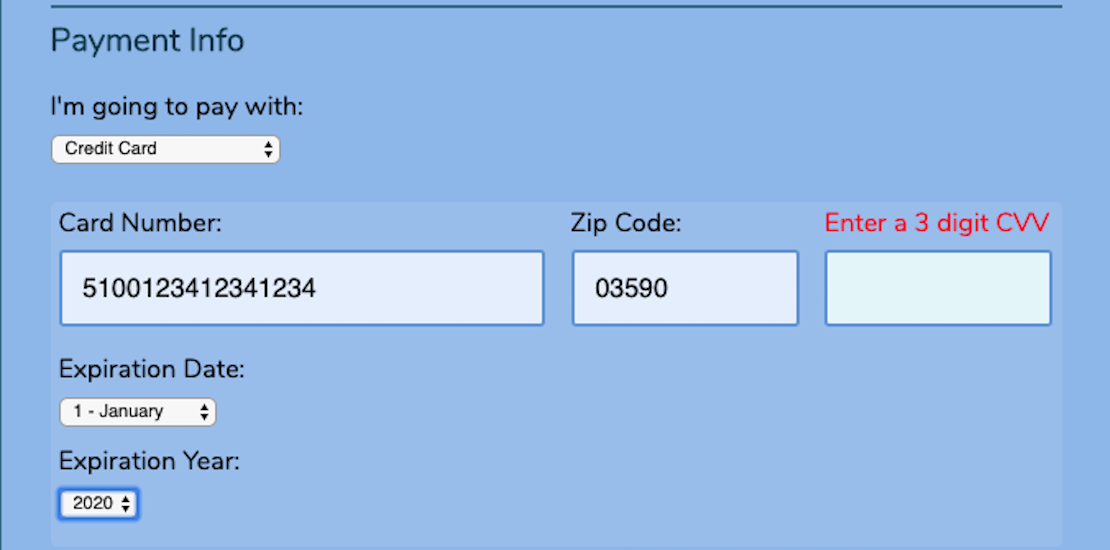 Payment Info
I'm going to pay with:
Credit Card
Card Number: Zip Code: Enter a 3 digit CVV
5100123412341234 03590
Expiration Date:
1 - January
Expiration Year:
2020